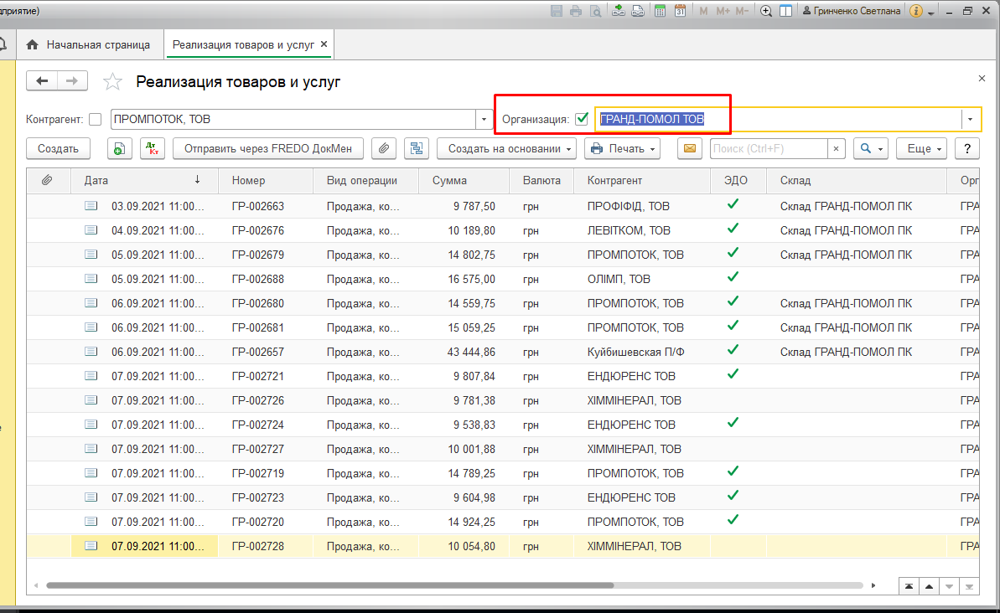 дприятие)
M M+ M- Гринченко Светлана
Начальная страница Реализация товаров и услуг
Реализация товаров и услуг
Контрагент: ПРОМПОТОК, ТОВ Организация: ГРАНД-ПОМОЛ ТОВ
Создать Дт Кт Отправить через FREDO ДокМен Создать на основании Печать Поиск (Ctrl+F) × Еще ?
Дата ↓ Номер Вид операции Сумма Валюта Контрагент ЭДО Склад Орг
03.09.2021 11:00... ГР-002663 Продажа, ко... 9 787,50 грн ПРОФІФІД, ТОВ Склад ГРАНД-ПОМОЛ ПК ГРА
04.09.2021 11:00... ГР-002676 Продажа, ко... 10 189,80 грн ЛЕВІТКОМ, ТОВ Склад ГРАНД-ПОМОЛ ПК ГРА
05.09.2021 11:00... ГР-002679 Продажа, ко... 14 802,75 грн ПРОМПОТОК, ТОВ Склад ГРАНД-ПОМОЛ ПК ГРА
05.09.2021 11:00... ГР-002688 Продажа, ко... 16 575,00 грн ОЛІМП, ТОВ ГРА
06.09.2021 11:00... ГР-002680 Продажа, ко... 14 559,75 грн ПРОМПОТОК, ТОВ Склад ГРАНД-ПОМОЛ ПК ГРА
06.09.2021 11:00... ГР-002681 Продажа, ко... 15 059,25 грн ПРОМПОТОК, ТОВ Склад ГРАНД-ПОМОЛ ПК ГРА
06.09.2021 11:00... ГР-002657 Продажа, ко... 43 444,86 грн Куйбишевская П/Ф Склад ГРАНД-ПОМОЛ ПК ГРА
07.09.2021 11:00... ГР-002721 Продажа, ко... 9 807,84 грн ЕНДЮРЕНС ТОВ ГРА
07.09.2021 11:00... ГР-002726 Продажа, ко... 9 781,38 грн ХІММІНЕРАЛ, ТОВ ГРА
07.09.2021 11:00... ГР-002724 Продажа, ко... 9 538,83 грн ЕНДЮРЕНС ТОВ ГРА
07.09.2021 11:00... ГР-002727 Продажа, ко... 10 001,88 грн ХІММІНЕРАЛ, ТОВ ГРА
07.09.2021 11:00... ГР-002719 Продажа, ко... 14 789,25 грн ПРОМПОТОК, ТОВ ГРА
07.09.2021 11:00... ГР-002723 Продажа, ко... 9 604,98 грн ЕНДЮРЕНС ТОВ ГРА
07.09.2021 11:00... ГР-002720 Продажа, ко... 14 924,25 грн ПРОМПОТОК, ТОВ ГРА
07.09.2021 11:00... ГР-002728 Продажа, ко... 10 054,80 грн ХІММІНЕРАЛ, ТОВ ГРА